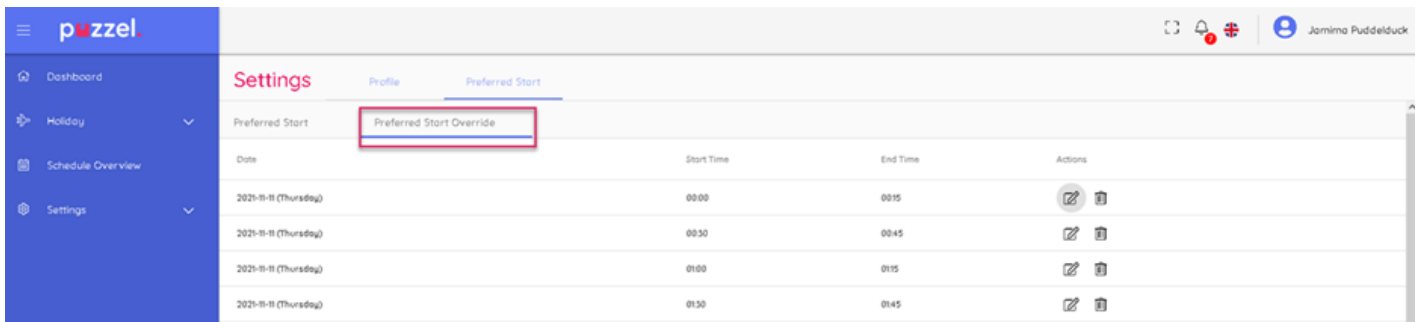 puzzel.
Jamima Puddelduck
Dashboard
Holiday
Schedule Overview
Settings
Settings Profile Preferred Start
Preferred Start Preferred Start Override
Date Start Time End Time Actions
2021-11-11 (Thursday) 00:00 00:15
2021-11-11 (Thursday) 00:30 00:45
2021-11-11 (Thursday) 01:00 01:15
2021-11-11 (Thursday) 01:30 01:45